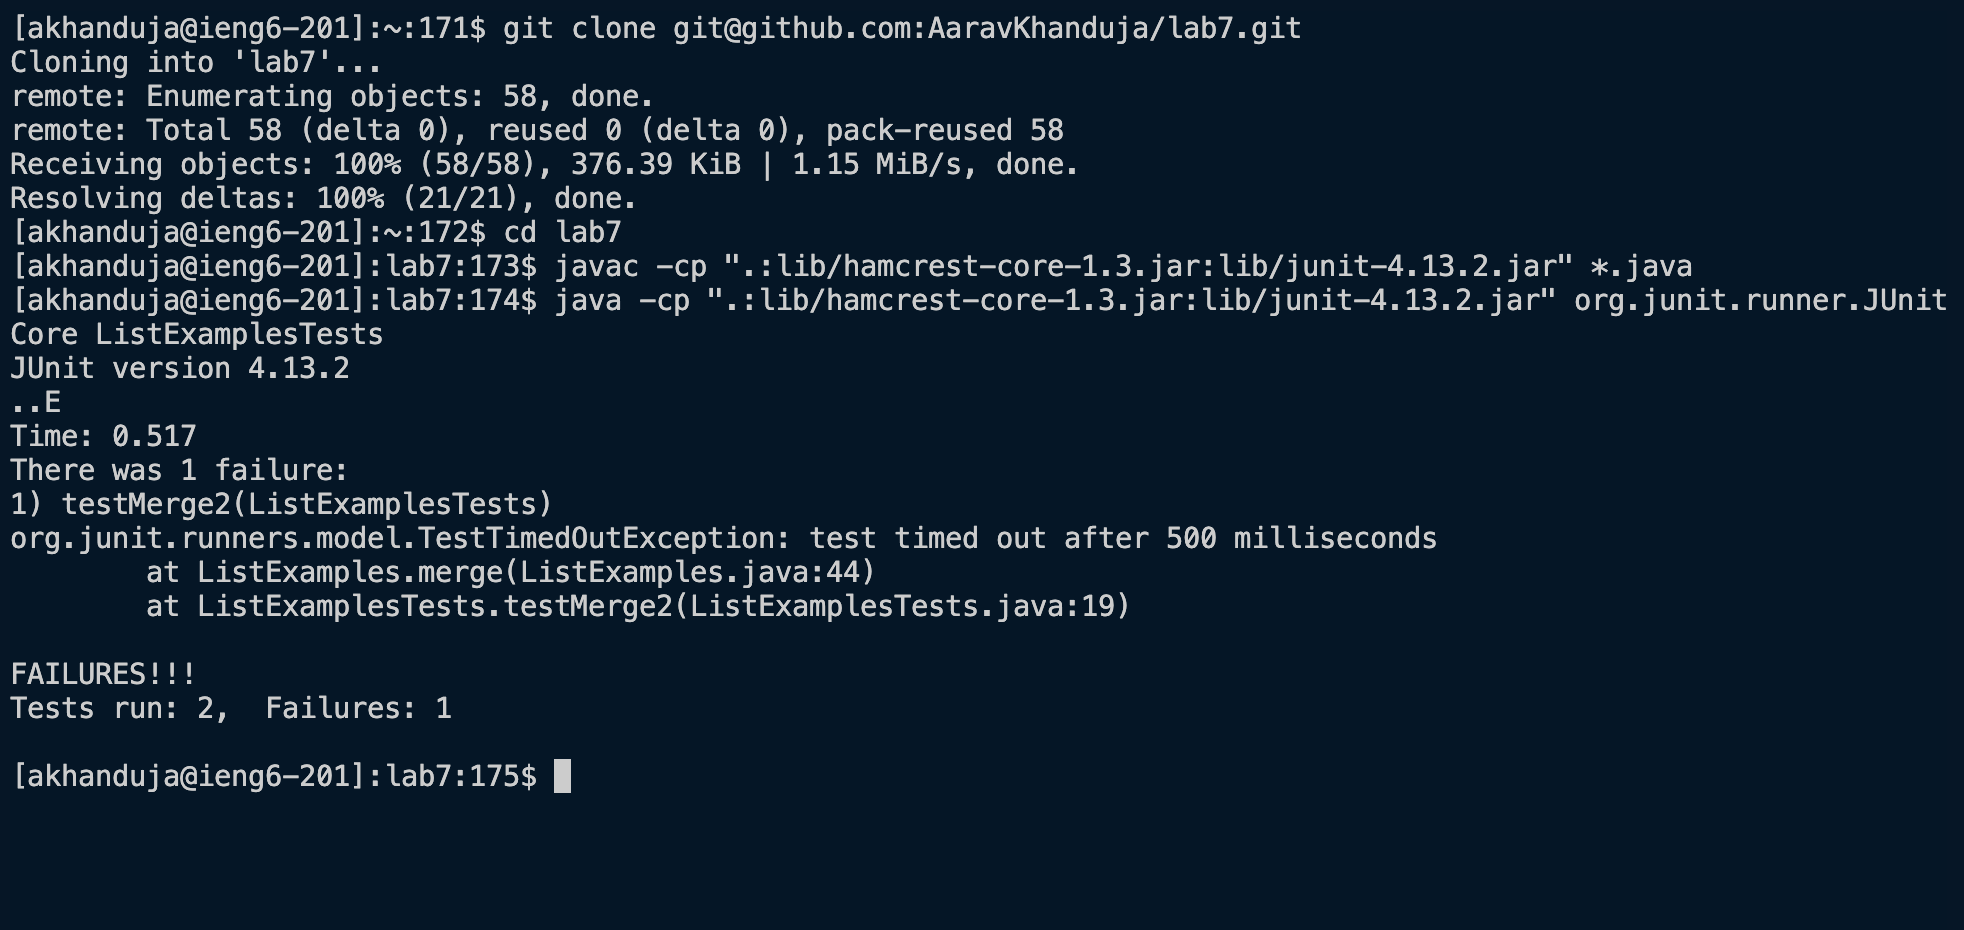 [akhanduja@ieng6-201]:~:171$ git clone git@github.com:AaravKhanduja/lab7.git
Cloning into 'lab7'...
remote: Enumerating objects: 58, done.
remote: Total 58 (delta 0), reused 0 (delta 0), pack-reused 58
Receiving objects: 100% (58/58), 376.39 KiB | 1.15 MiB/s, done.
Resolving deltas: 100% (21/21), done.
[akhanduja@ieng6-201]:~:172$ cd lab7
[akhanduja@ieng6-201]:lab7:173$ javac -cp ".:lib/hamcrest-core-1.3.jar:lib/junit-4.13.2.jar" *.java
[akhanduja@ieng6-201]:lab7:174$ java -cp ".:lib/hamcrest-core-1.3.jar:lib/junit-4.13.2.jar" org.junit.runner.JUnit
Core ListExamplesTests
JUnit version 4.13.2
..E
Time: 0.517
There was 1 failure:
1) testMerge2(ListExamplesTests)
org.junit.runners.model.TestTimedOutException: test timed out after 500 milliseconds
        at ListExamples.merge(ListExamples.java:44)
        at ListExamplesTests.testMerge2(ListExamplesTests.java:19)

FAILURES!!!
Tests run: 2,  Failures: 1

[akhanduja@ieng6-201]:lab7:175$